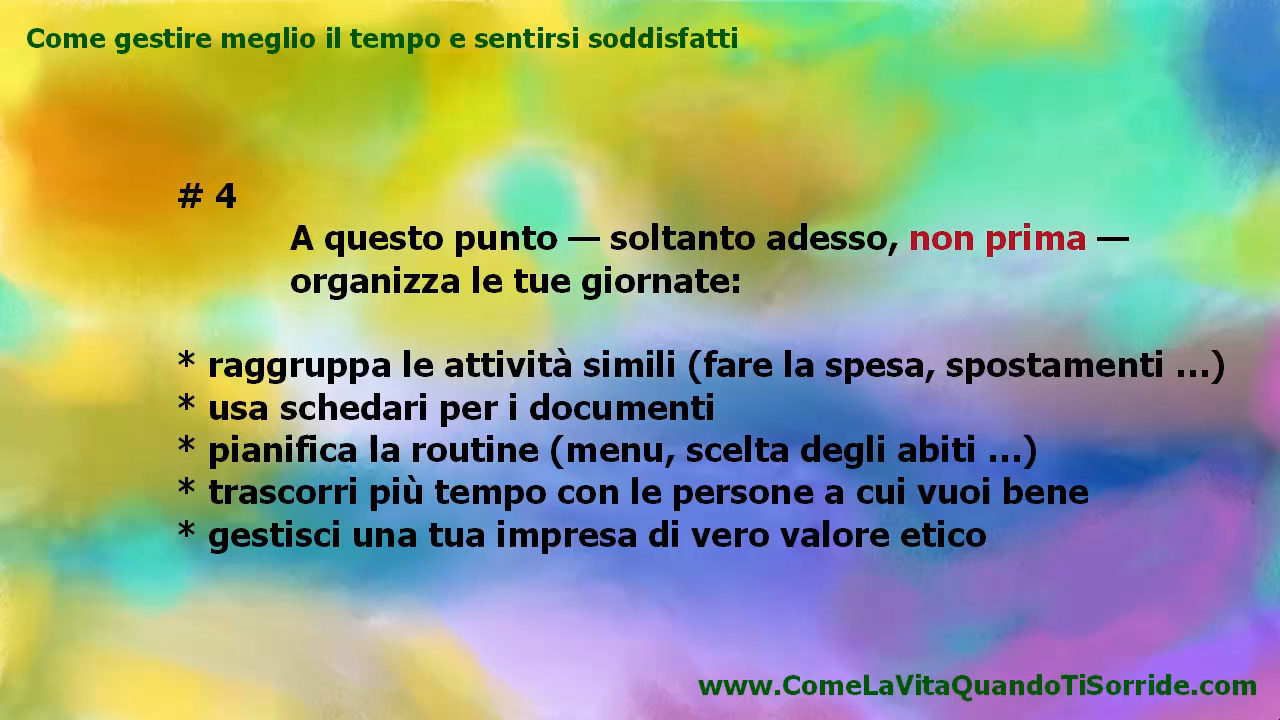 Come gestire meglio il tempo e sentirsi soddisfatti
# 4
A questo punto — soltanto adesso, non prima —
organizza le tue giornate:
* raggruppa le attività simili (fare la spesa, spostamenti ...)
* usa schedari per i documenti
* pianifica la routine (menu, scelta degli abiti ...)
* trascorri più tempo con le persone a cui vuoi bene
* gestisci una tua impresa di vero valore etico
www.ComeLaVitaQuandoTiSorride.com